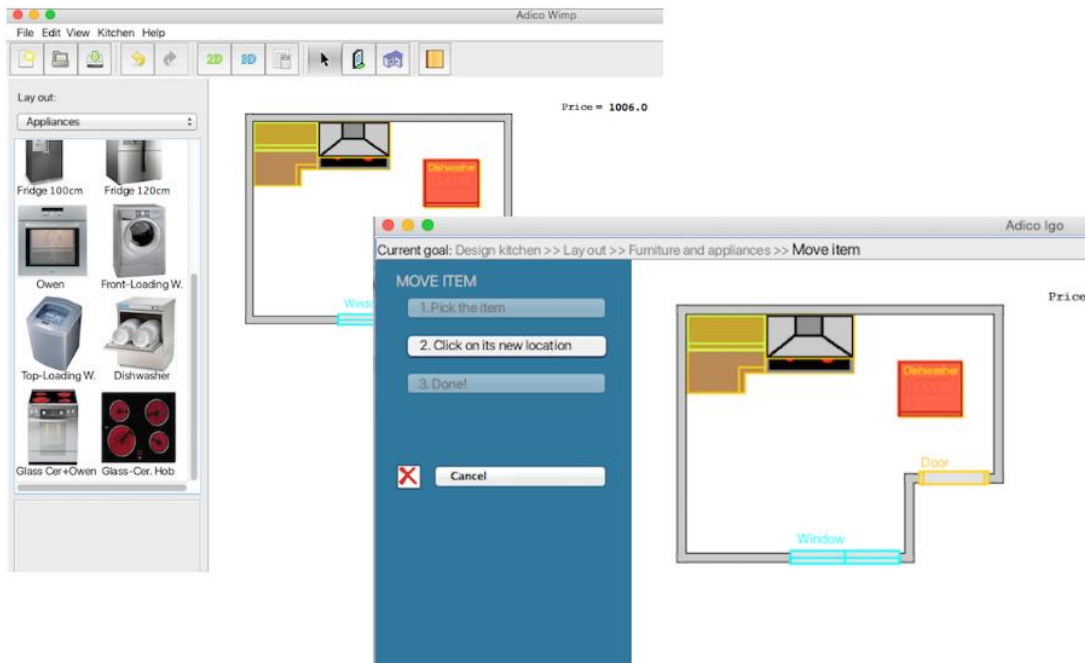 Adico Wimp
File Edit View Kitchen Help
2D 3D
Lay out:
Appliances
Fridge 100cm Fridge 120cm
Owen Front-Loading W.
Top-Loading W. Dishwasher
Glass Cer+Owen Glass-Cer. Hob
Price = 1006.0
Dishwasher
Adico Igo
Current goal: Design kitchen >> Lay out >> Furniture and appliances >> Move item
MOVE ITEM
1. Pick the item
2. Click on its new location
3. Done!
Cancel
Price
Dishwasher
Door
Window